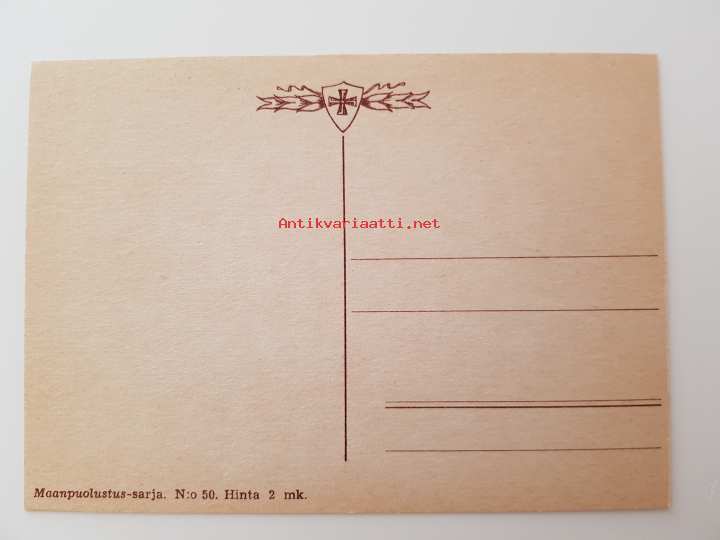 Antikvariaatti.net
Maanpuolustus-sarja. N:o 50. Hinta 2 mk.